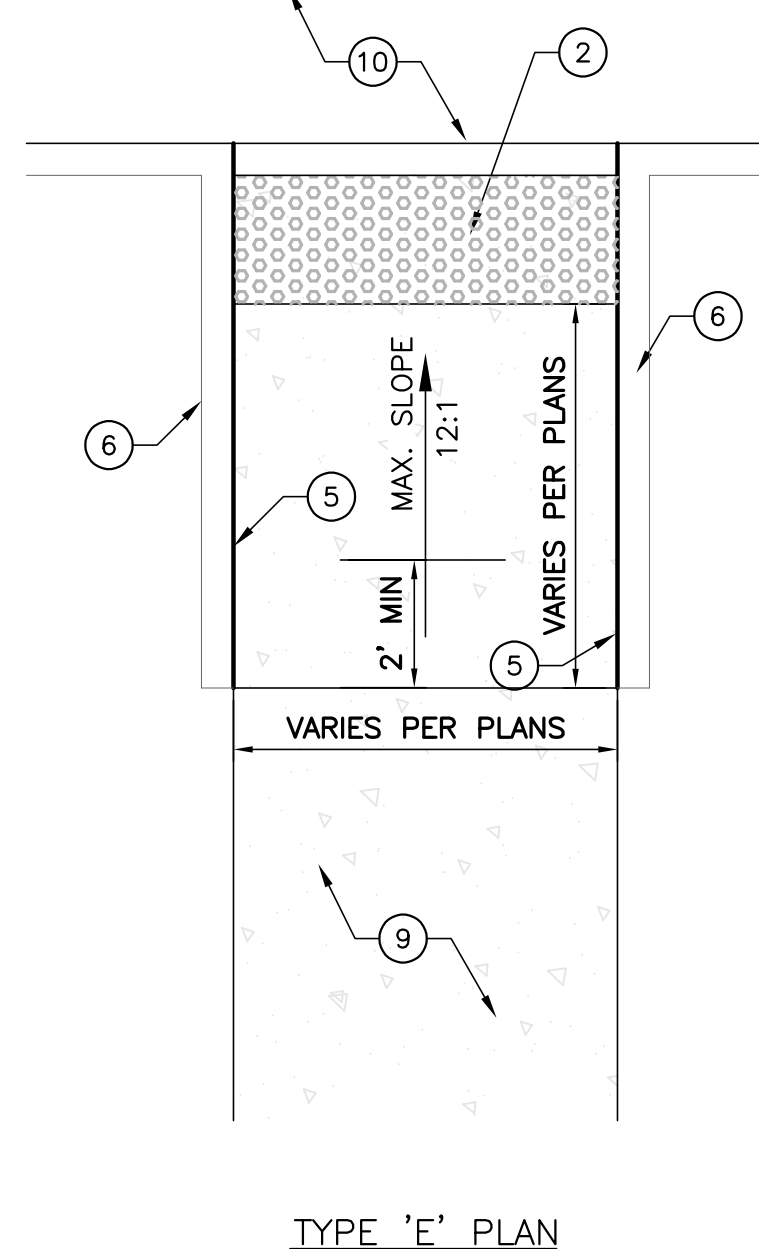 10
2
6
MAX. SLOPE
12:1
VARIES PER PLANS
6
5
2' MIN
5
VARIES PER PLANS
9
TYPE 'E' PLAN